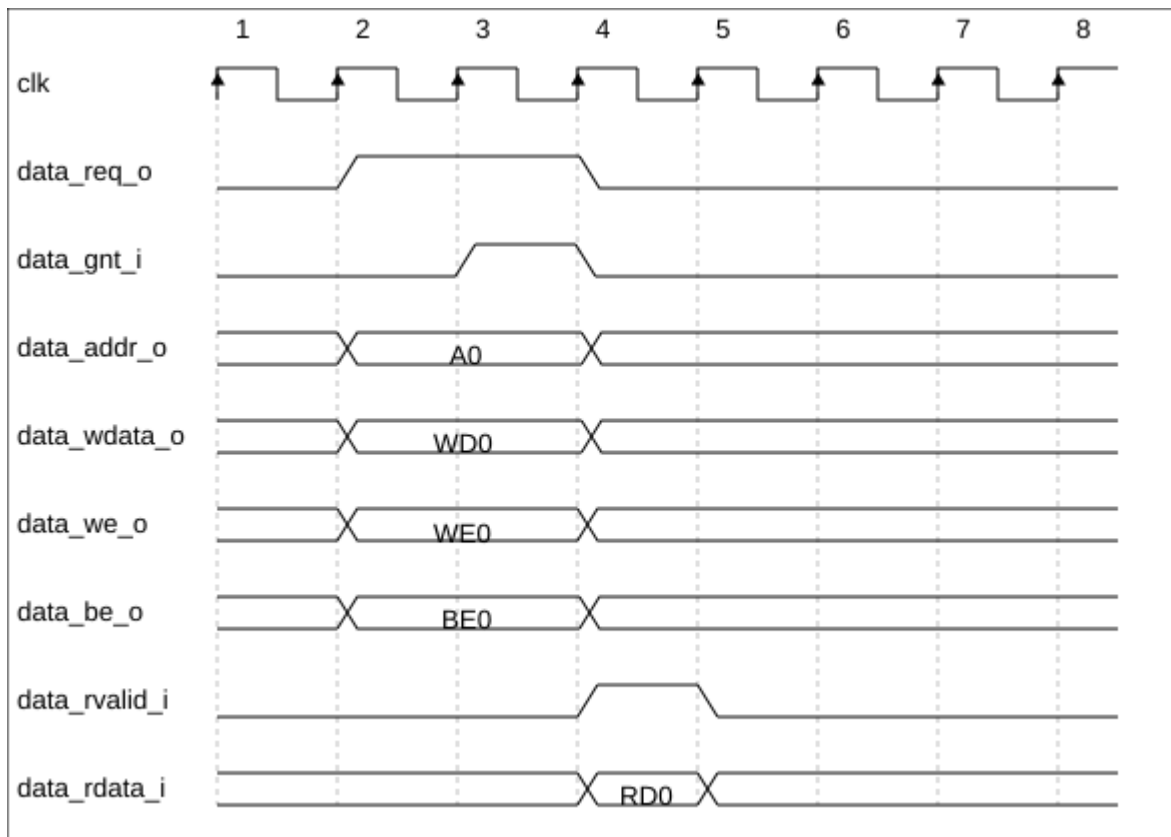 1 2 3 4 5 6 7 8
clk
data_req_o
data_gnt_i
data_addr_o A0
data_wdata_o WD0
data_we_o WE0
data_be_o BE0
data_rvalid_i
data_rdata_i RD0